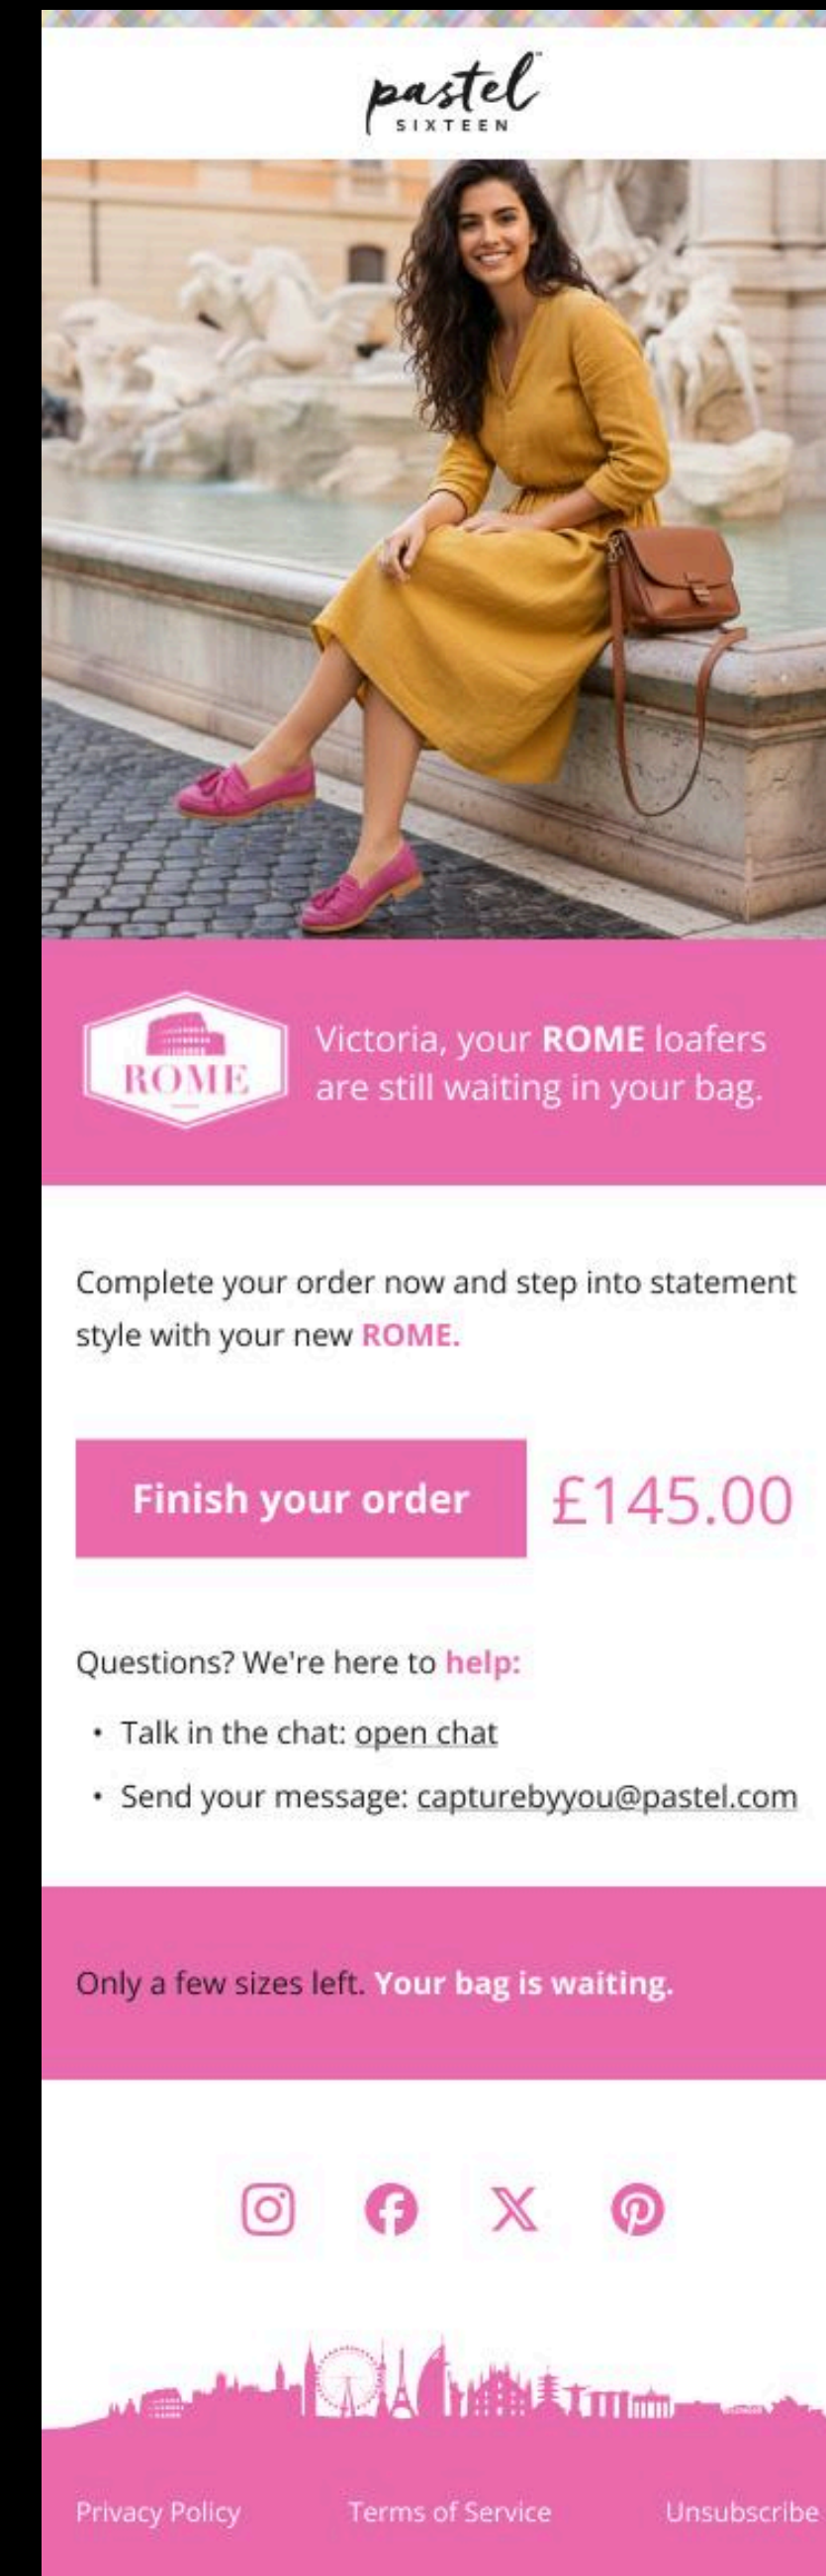 pastel™
SIXTEEN
ROME
Victoria, your ROME loafers
are still waiting in your bag.
Complete your order now and step into statement
style with your new ROME.
Finish your order
£145.00
Questions? We're here to help:
• Talk in the chat: open chat
• Send your message: capturebyyou@pastel.com
Only a few sizes left. Your bag is waiting.
Privacy Policy
Terms of Service
Unsubscribe